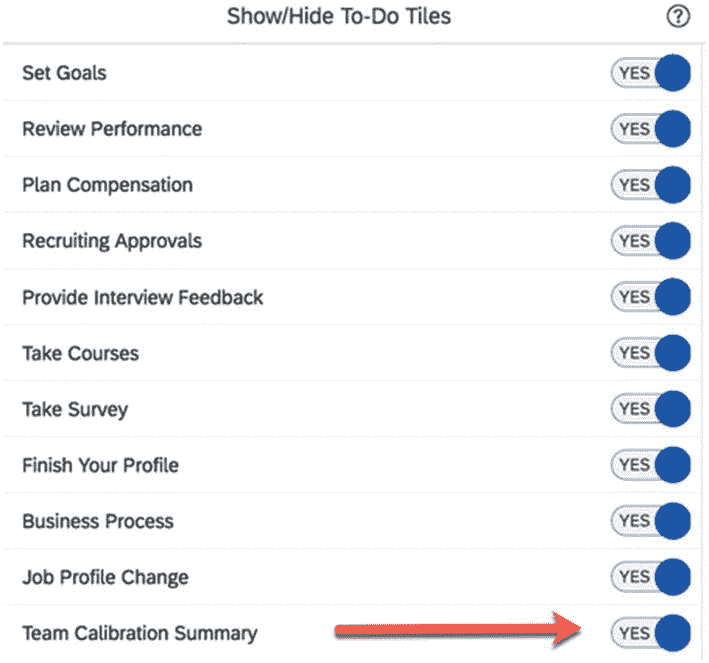 Show/Hide To-Do Tiles ?
Set Goals YES
Review Performance YES
Plan Compensation YES
Recruiting Approvals YES
Provide Interview Feedback YES
Take Courses YES
Take Survey YES
Finish Your Profile YES
Business Process YES
Job Profile Change YES
Team Calibration Summary YES